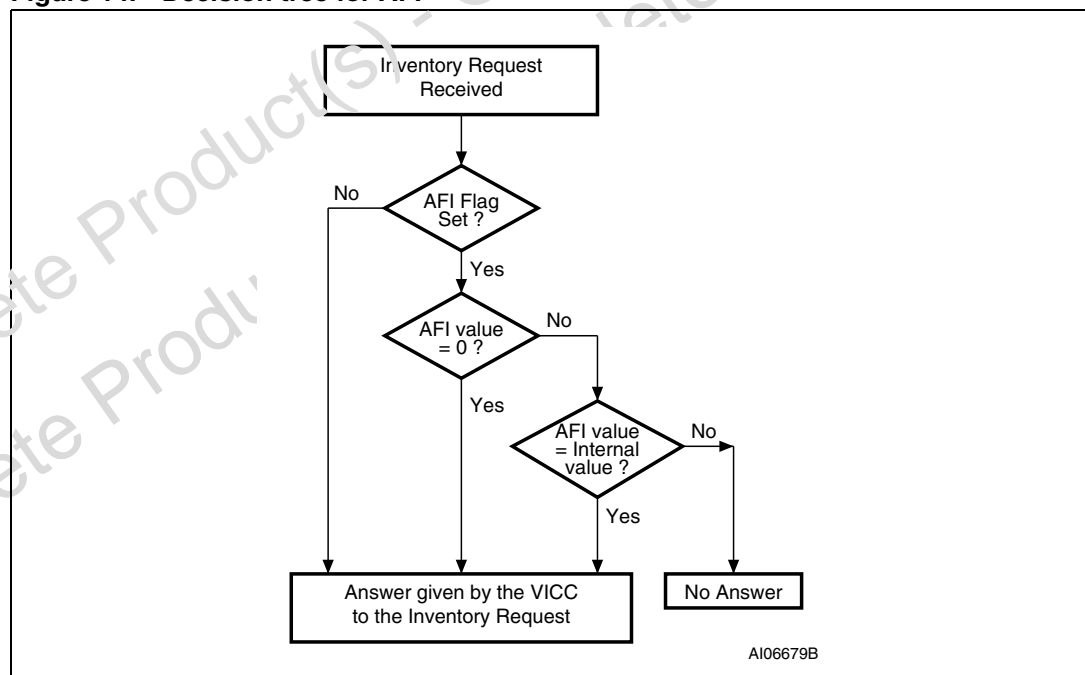 Inventory Request
Received
No
AFI Flag
Set ?
Yes
AFI value
= 0 ?
No
Yes
AFI value
= Internal
value ?
No
Yes
Answer given by the VICC
to the Inventory Request
No Answer
AI06679B